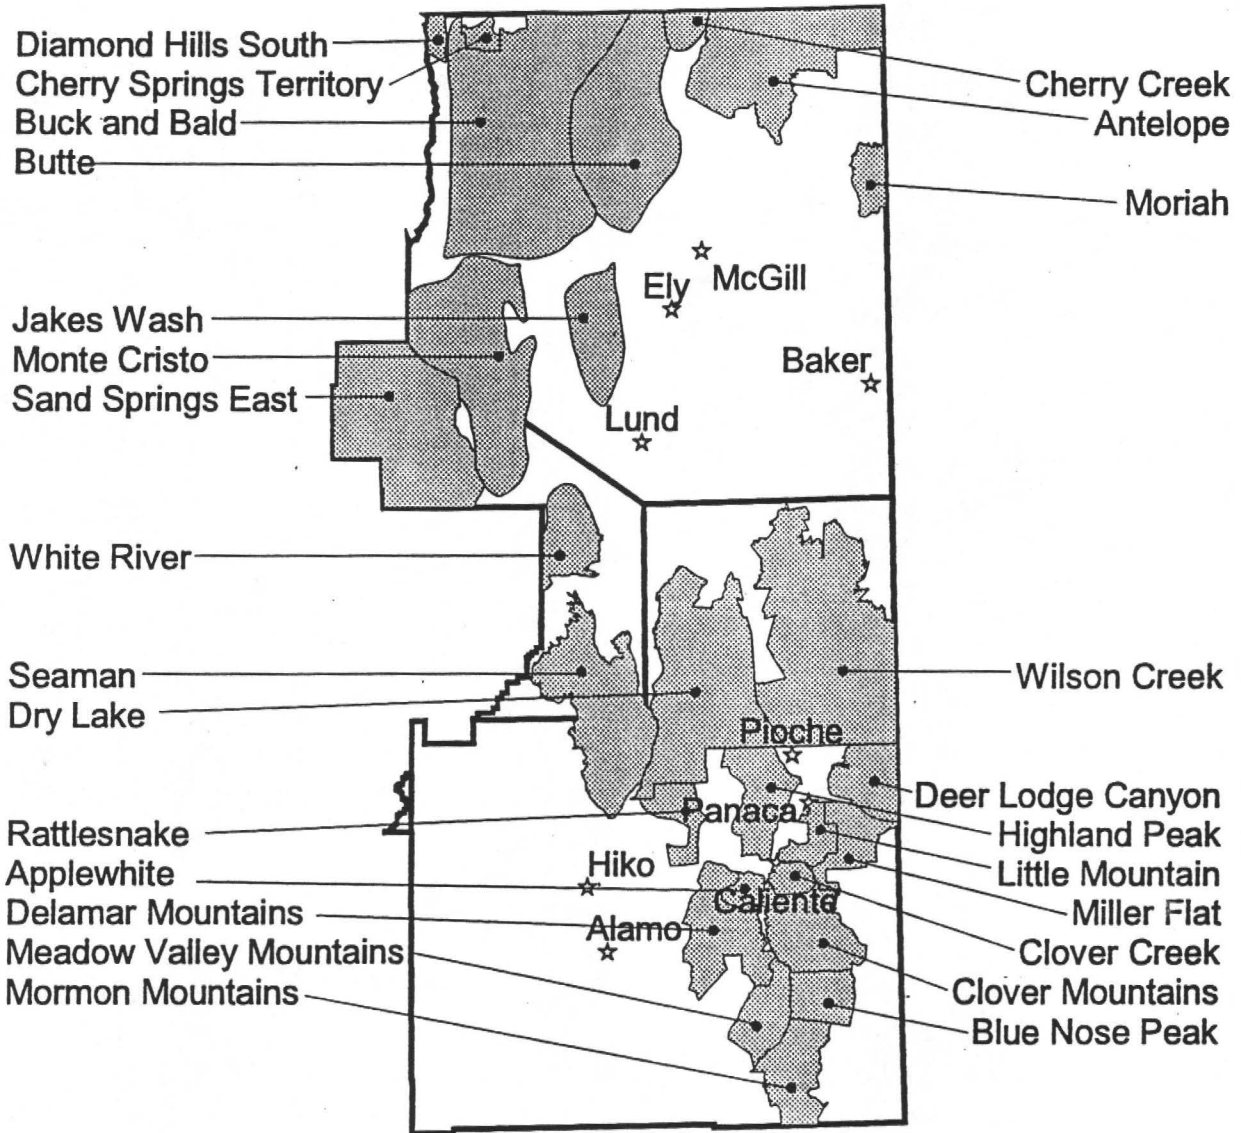 Diamond Hills South
Cherry Springs Territory
Buck and Bald
Butte
Cherry Creek
Antelope
Moriah
McGill
Ely
Jakes Wash
Monte Cristo
Sand Springs East
Baker
Lund
White River
Seaman
Dry Lake
Wilson Creek
Pioche
Deer Lodge Canyon
Panaca
Highland Peak
Little Mountain
Miller Flat
Clover Creek
Clover Mountains
Blue Nose Peak
Rattlesnake
Applewhite
Delamar Mountains
Meadow Valley Mountains
Mormon Mountains
Hiko
Caliente
Alamo